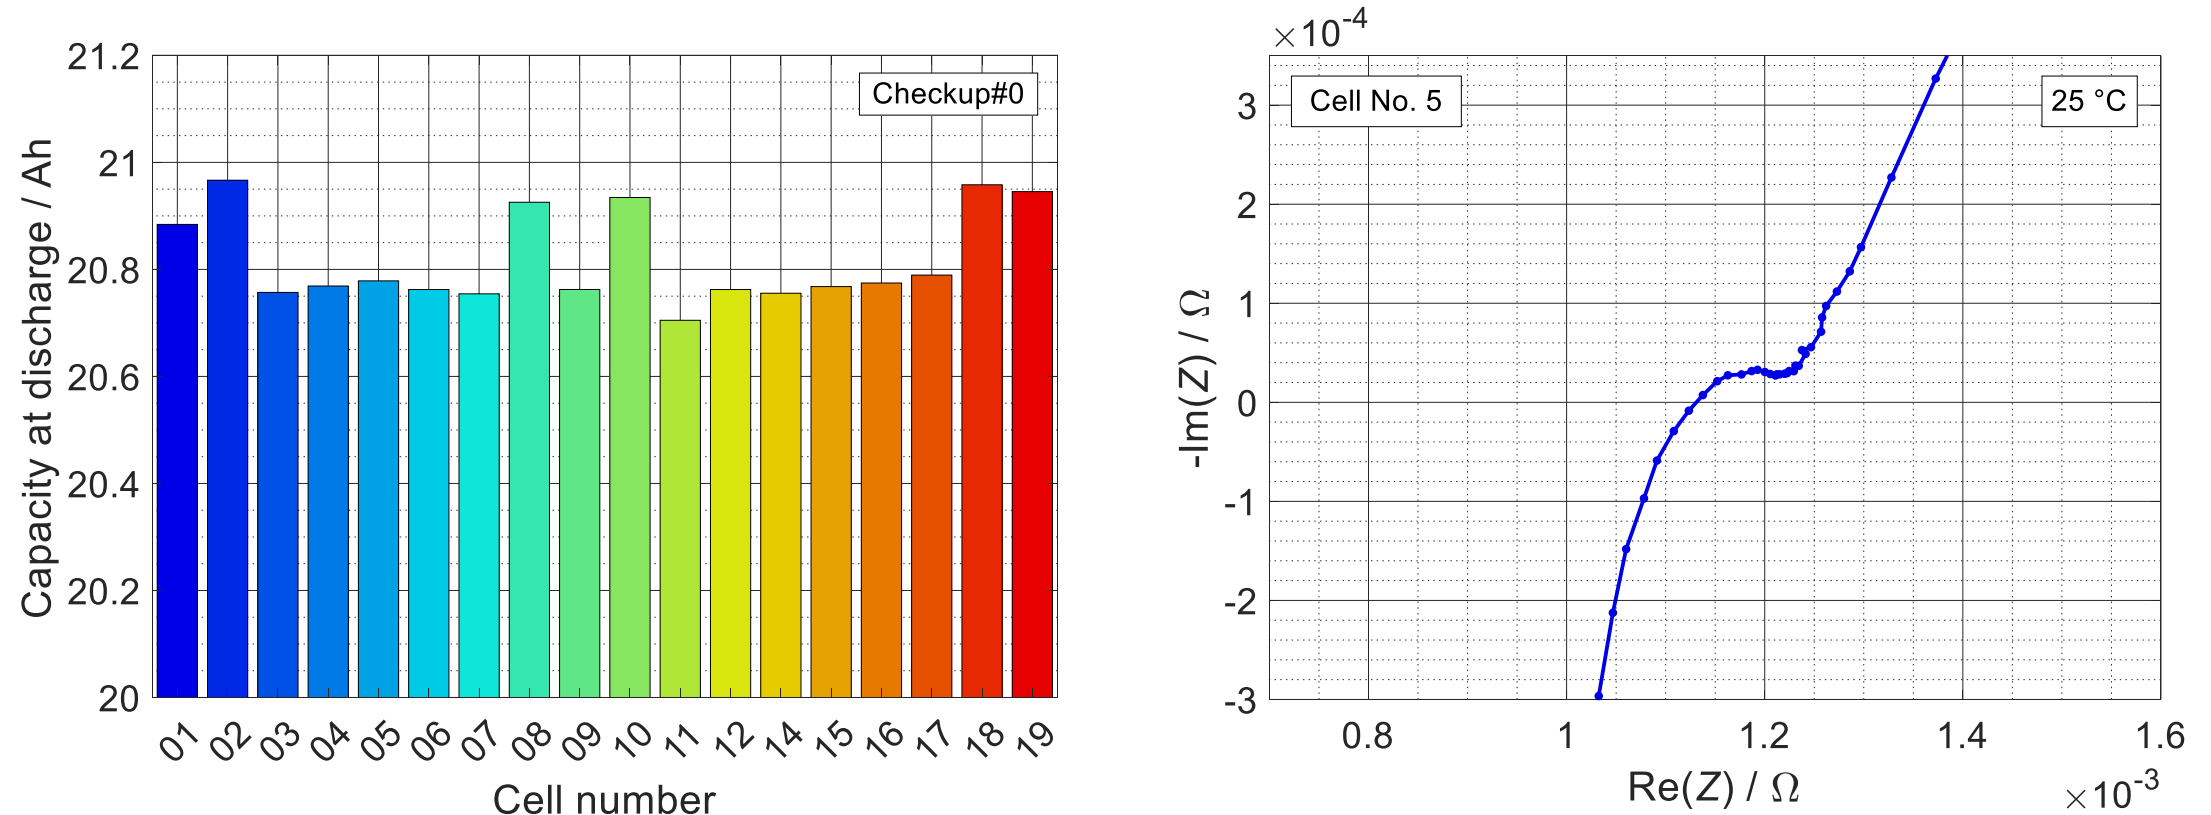 21.2
21
20.8
20.6
20.4
20.2
20
Capacity at discharge / Ah
Checkup#0
01 02 03 04 05 06 07 08 09 10 11 12 14 15 16 17 18 19
Cell number
×10-4
3
2
1
0
-1
-2
-3
-Im(Z) / Ω
Cell No. 5
25 °C
0.8 1 1.2 1.4 1.6
Re(Z) / Ω
×10-3